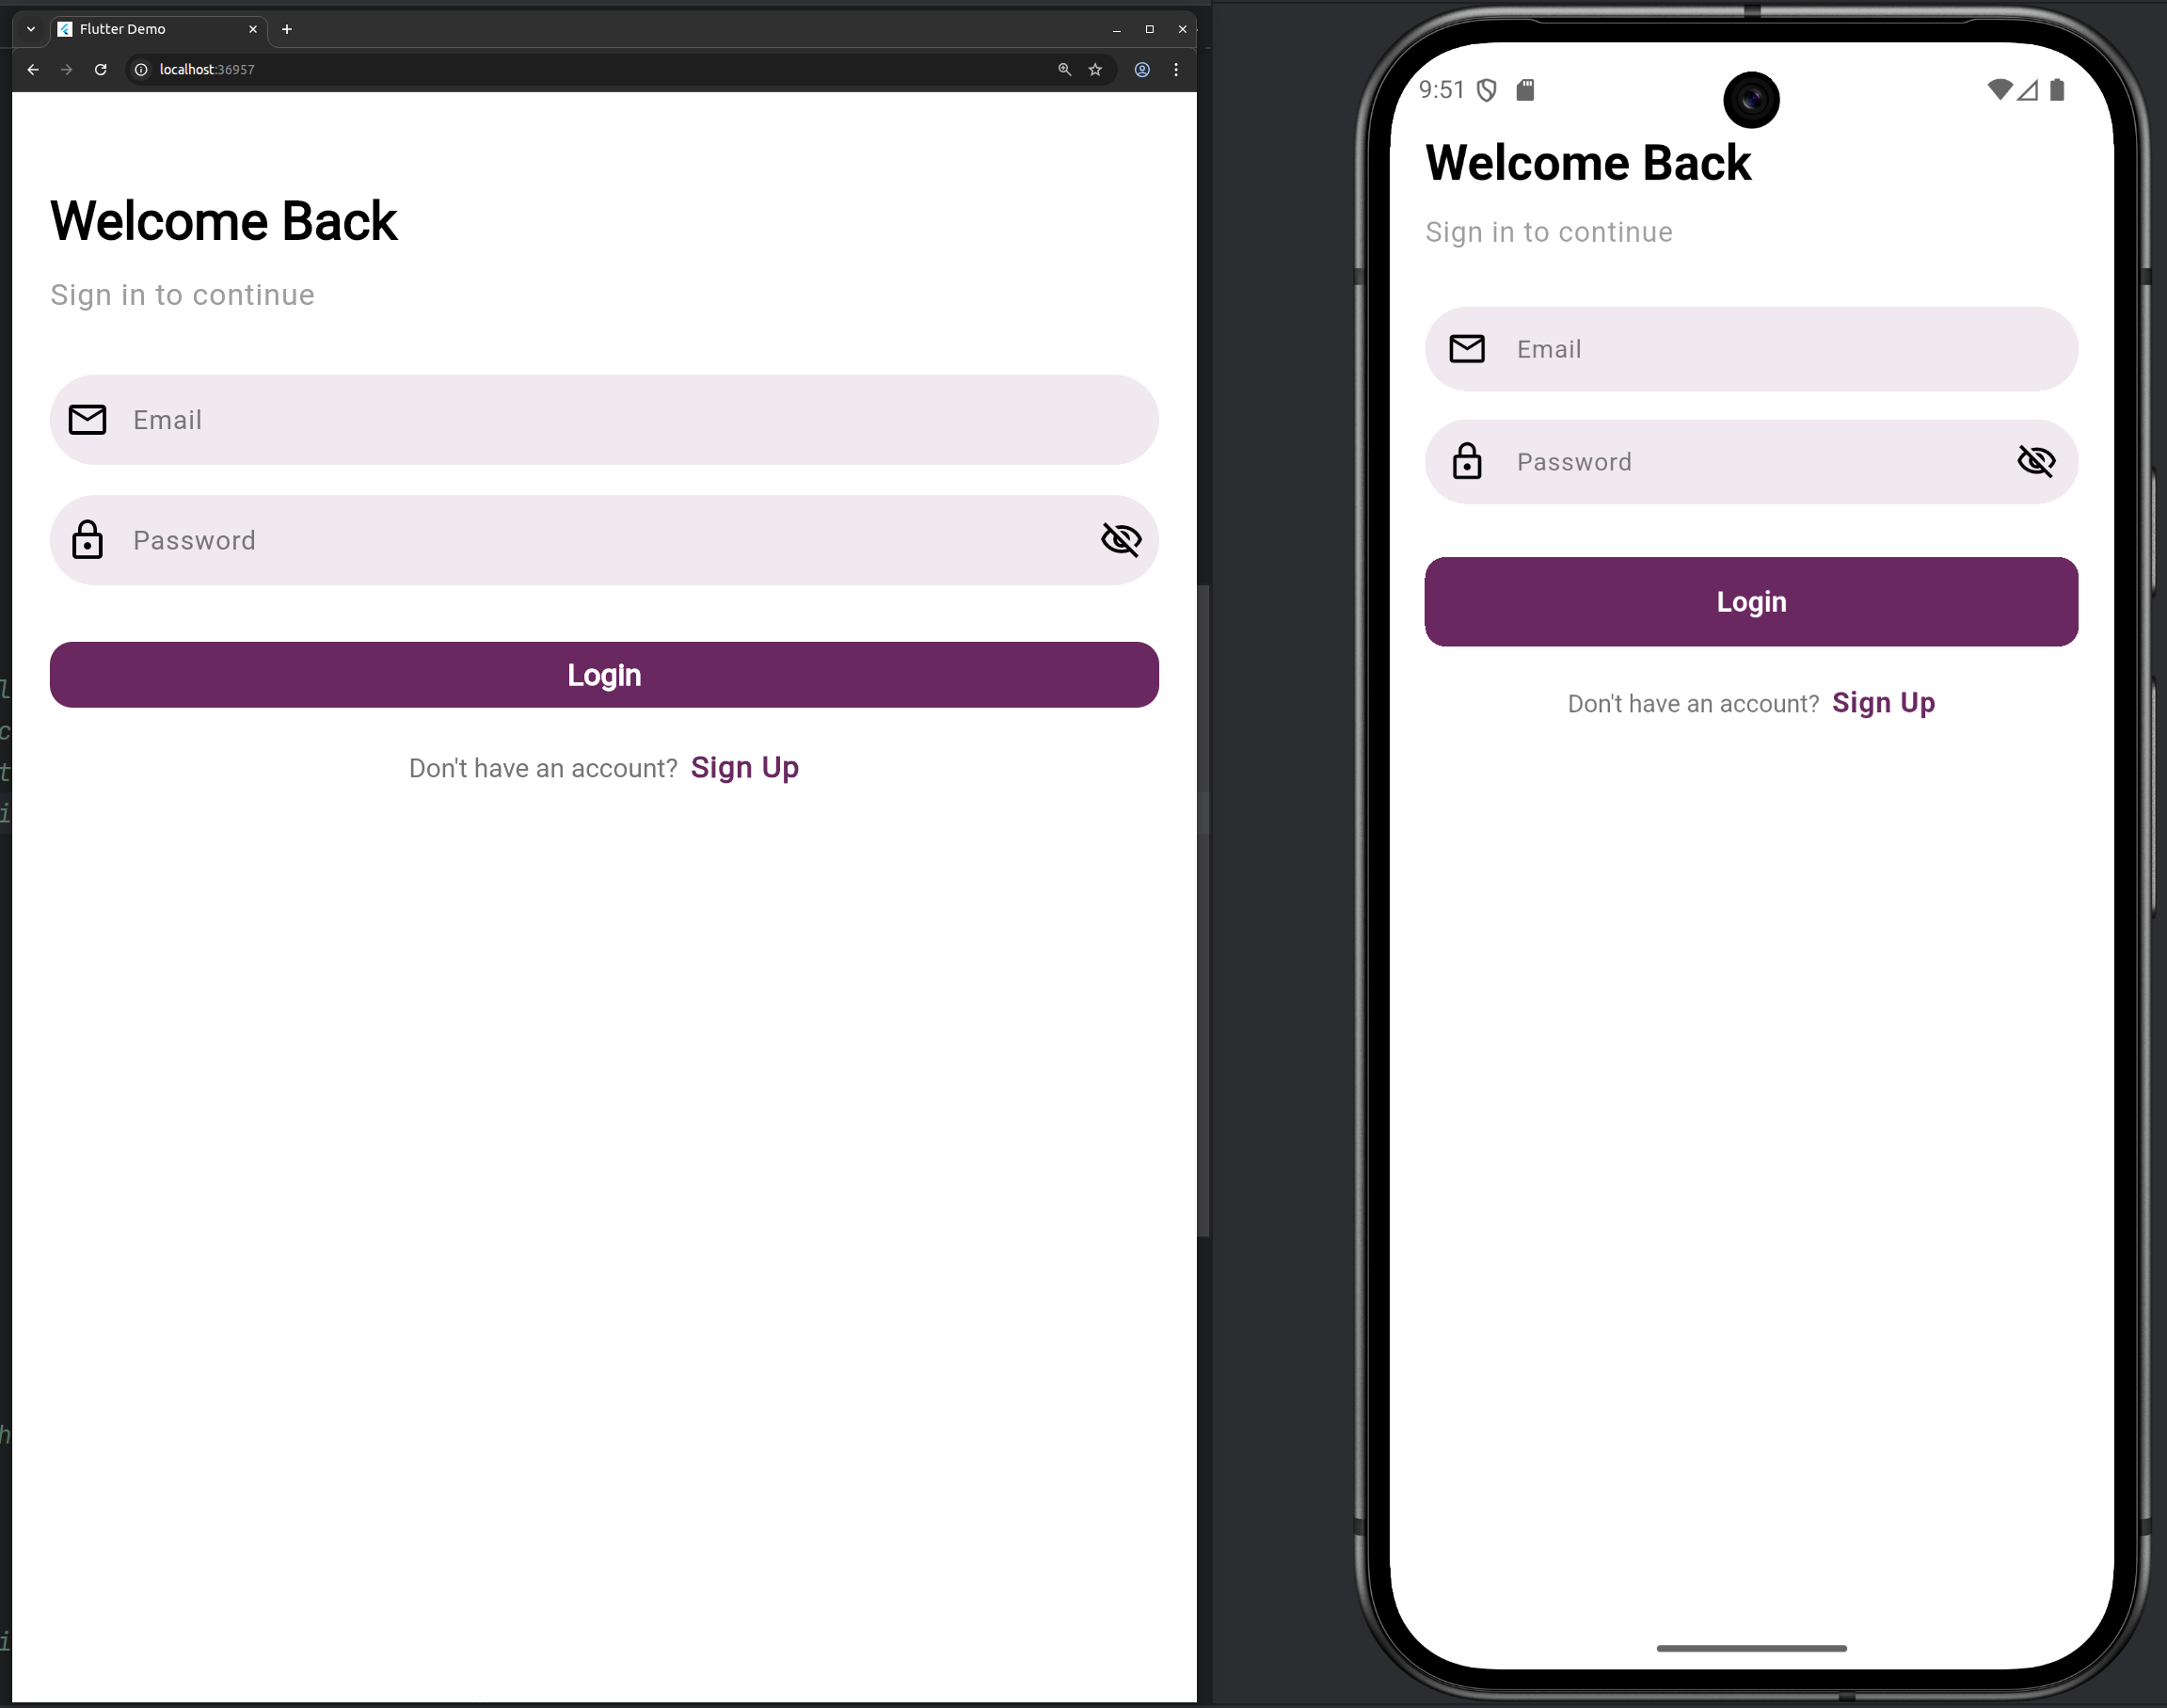 Flutter Demo
localhost:36957
Welcome Back
Sign in to continue
Email
Password
Login
Don't have an account? Sign Up
l
c
t
i
h
i
9:51
Welcome Back
Sign in to continue
Email
Password
Login
Don't have an account? Sign Up